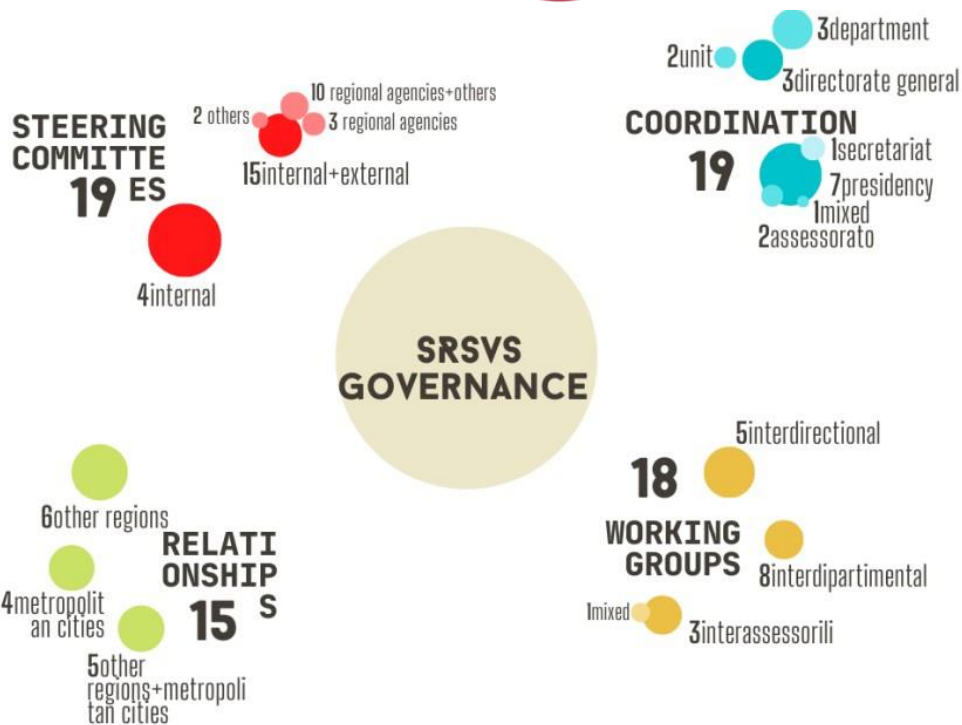 STEERING
COMMITTE
19 ES
2 others
10 regional agencies+others
3 regional agencies
15internal+external
4internal
2unit
3department
3directorate general
COORDINATION
19
1secretariat
7presidency
1mixed
2assessorato
SRSVS
GOVERNANCE
6other regions
RELATI
ONSHIP
15 S
4metropolit
an cities
5other
regions+metropoli
tan cities
5interdirectional
18
WORKING
GROUPS
8interdipartimental
1mixed
3interassessorili